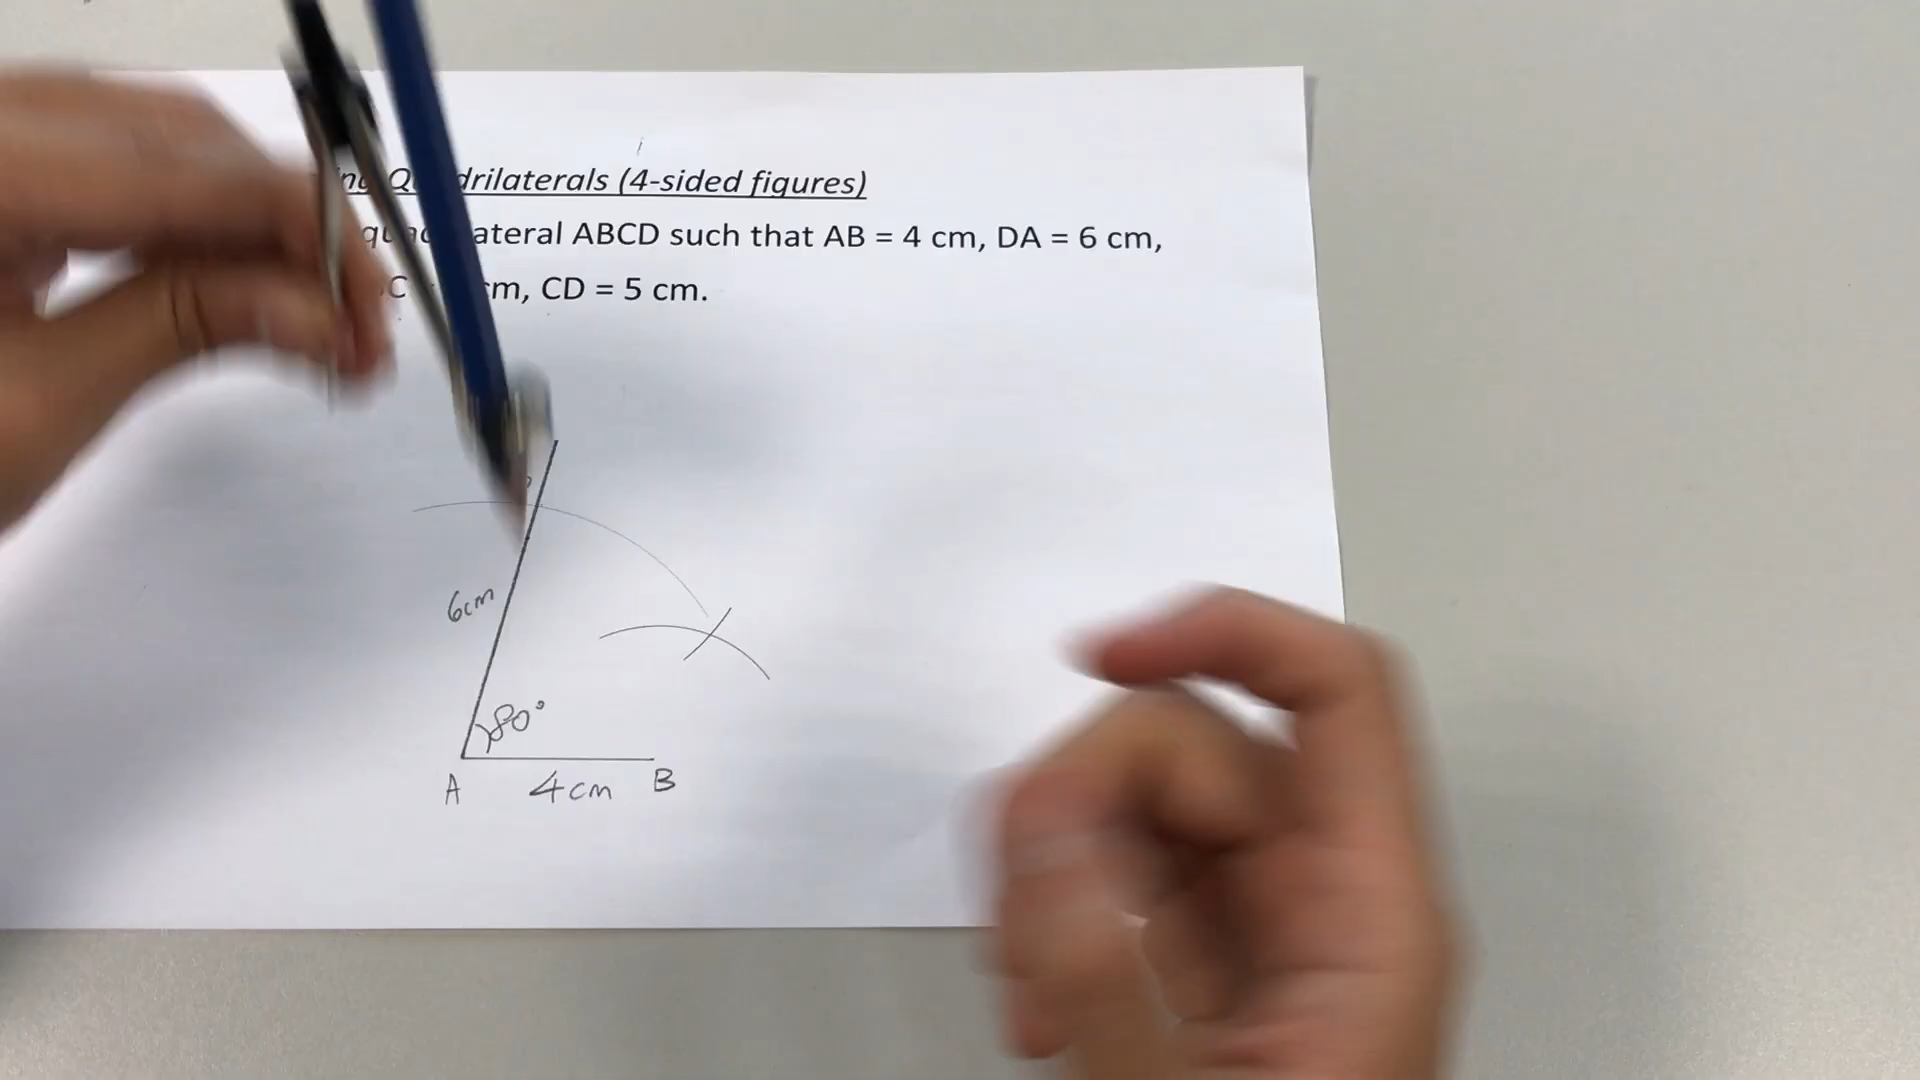 drilaterals (4-sided figures)
ateral ABCD such that AB = 4 cm, DA = 6 cm,
m, CD = 5 cm.
6cm
80°
A 4cm B